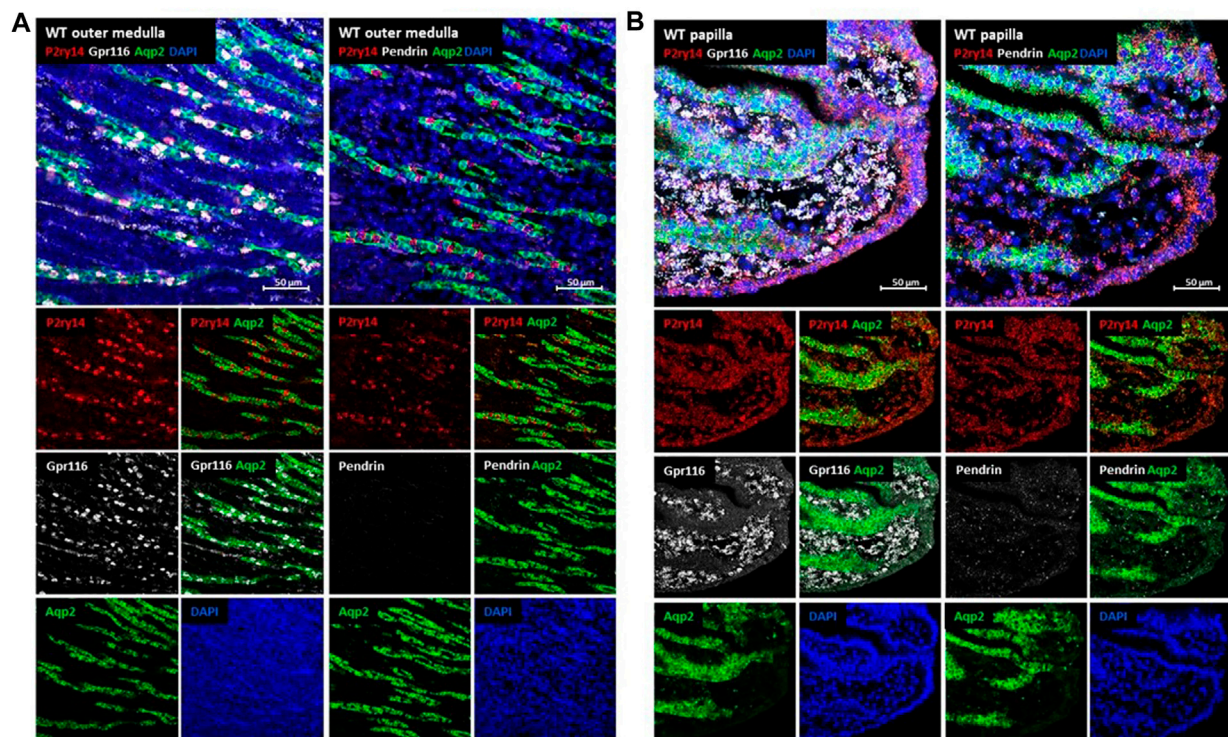 A
WT outer medulla
P2ry14 Gpr116 Aqp2 DAPI
50 µm
WT outer medulla
P2ry14 Pendrin Aqp2 DAPI
50 µm
P2ry14
P2ry14 Aqp2
P2ry14
P2ry14 Aqp2
Gpr116
Gpr116 Aqp2
Pendrin
Pendrin Aqp2
Aqp2
DAPI
Aqp2
DAPI
B
WT papilla
P2ry14 Gpr116 Aqp2 DAPI
50 µm
WT papilla
P2ry14 Pendrin Aqp2 DAPI
50 µm
P2ry14
P2ry14 Aqp2
P2ry14
P2ry14 Aqp2
Gpr116
Gpr116 Aqp2
Pendrin
Pendrin Aqp2
Aqp2
DAPI
Aqp2
DAPI